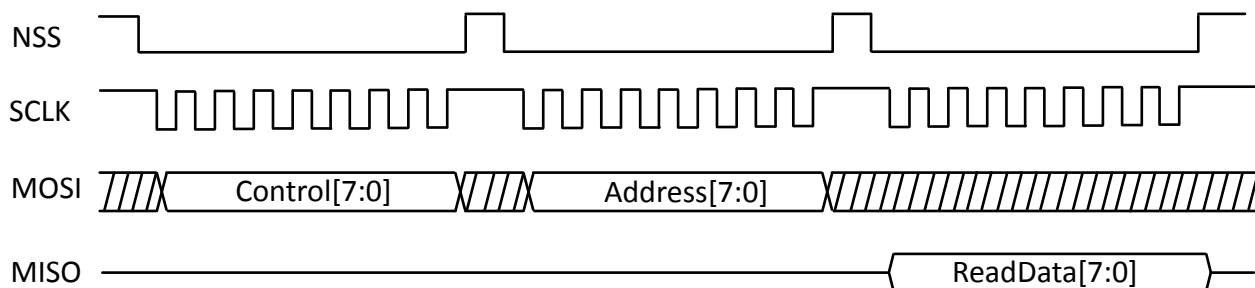 NSS
SCLK
MOSI Control[7:0] Address[7:0]
MISO ReadData[7:0]